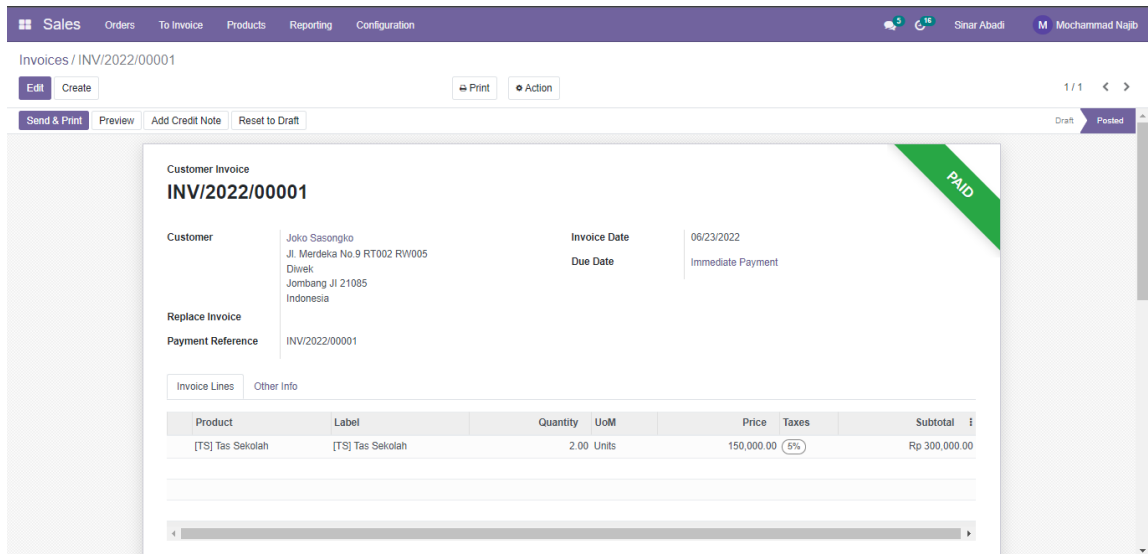 Sales Orders To Invoice Products Reporting Configuration 5 16 Sinar Abadi M Mochammad Najib
Invoices / INV/2022/00001
Edit Create Print Action 1 / 1
Send & Print Preview Add Credit Note Reset to Draft Draft Posted
PAID
Customer Invoice
INV/2022/00001
Customer Joko Sasongko Invoice Date 06/23/2022
Jl. Merdeka No.9 RT002 RW005
Diwek Due Date Immediate Payment
Jombang JI 21085
Indonesia
Replace Invoice
Payment Reference INV/2022/00001
Invoice Lines Other Info
Product Label Quantity UoM Price Taxes Subtotal
[TS] Tas Sekolah [TS] Tas Sekolah 2.00 Units 150,000.00 5% Rp 300,000.00